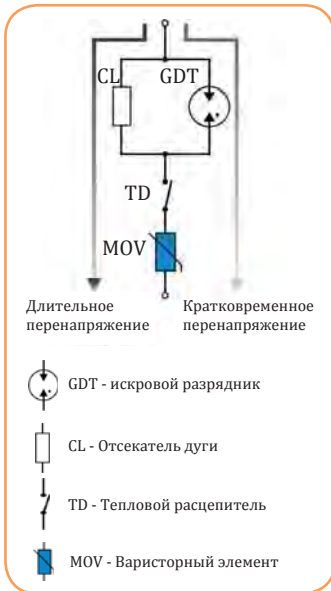 CL GDT
TD
MOV
Длительное
перенапряжение
Кратковременное
перенапряжение
GDT - искровой разрядник
CL - Отсекатель дуги
TD - Тепловой расцепитель
MOV - Варисторный элемент